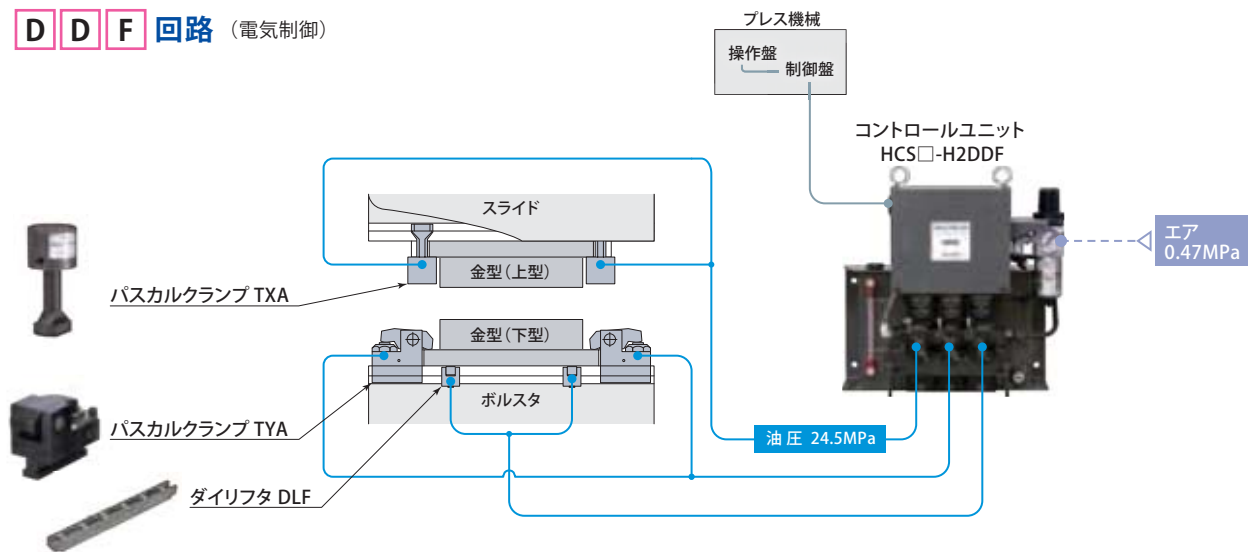 D D F 回路 (電気制御)
プレス機械
操作盤
制御盤
コントロールユニット
HCS□-H2DDF
エア
0.47MPa
スライド
金型(上型)
パスカルクランプ TXA
金型(下型)
ボルスタ
パスカルクランプ TYA
油圧 24.5MPa
ダイリフタ DLF